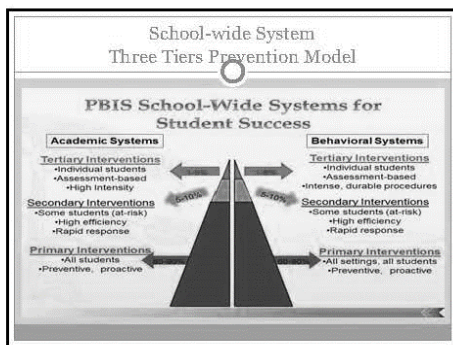 School-wide System
Three Tiers Prevention Model
PBIS School-Wide Systems for
Student Success
Academic Systems
Behavioral Systems
Tertiary Interventions
•Individual students
•Assessment-based
•High Intensity
1-5%
1-5%
Tertiary Interventions
•Individual students
•Assessment-based
•Intense, durable procedures
Secondary Interventions
•Some students (at-risk)
•High efficiency
•Rapid response
5-10%
5-10%
Secondary Interventions
•Some students (at-risk)
•High efficiency
•Rapid response
Primary Interventions
•All students
•Preventive, proactive
80-90%
80-90%
Primary Interventions
•All settings, all students
•Preventive, proactive